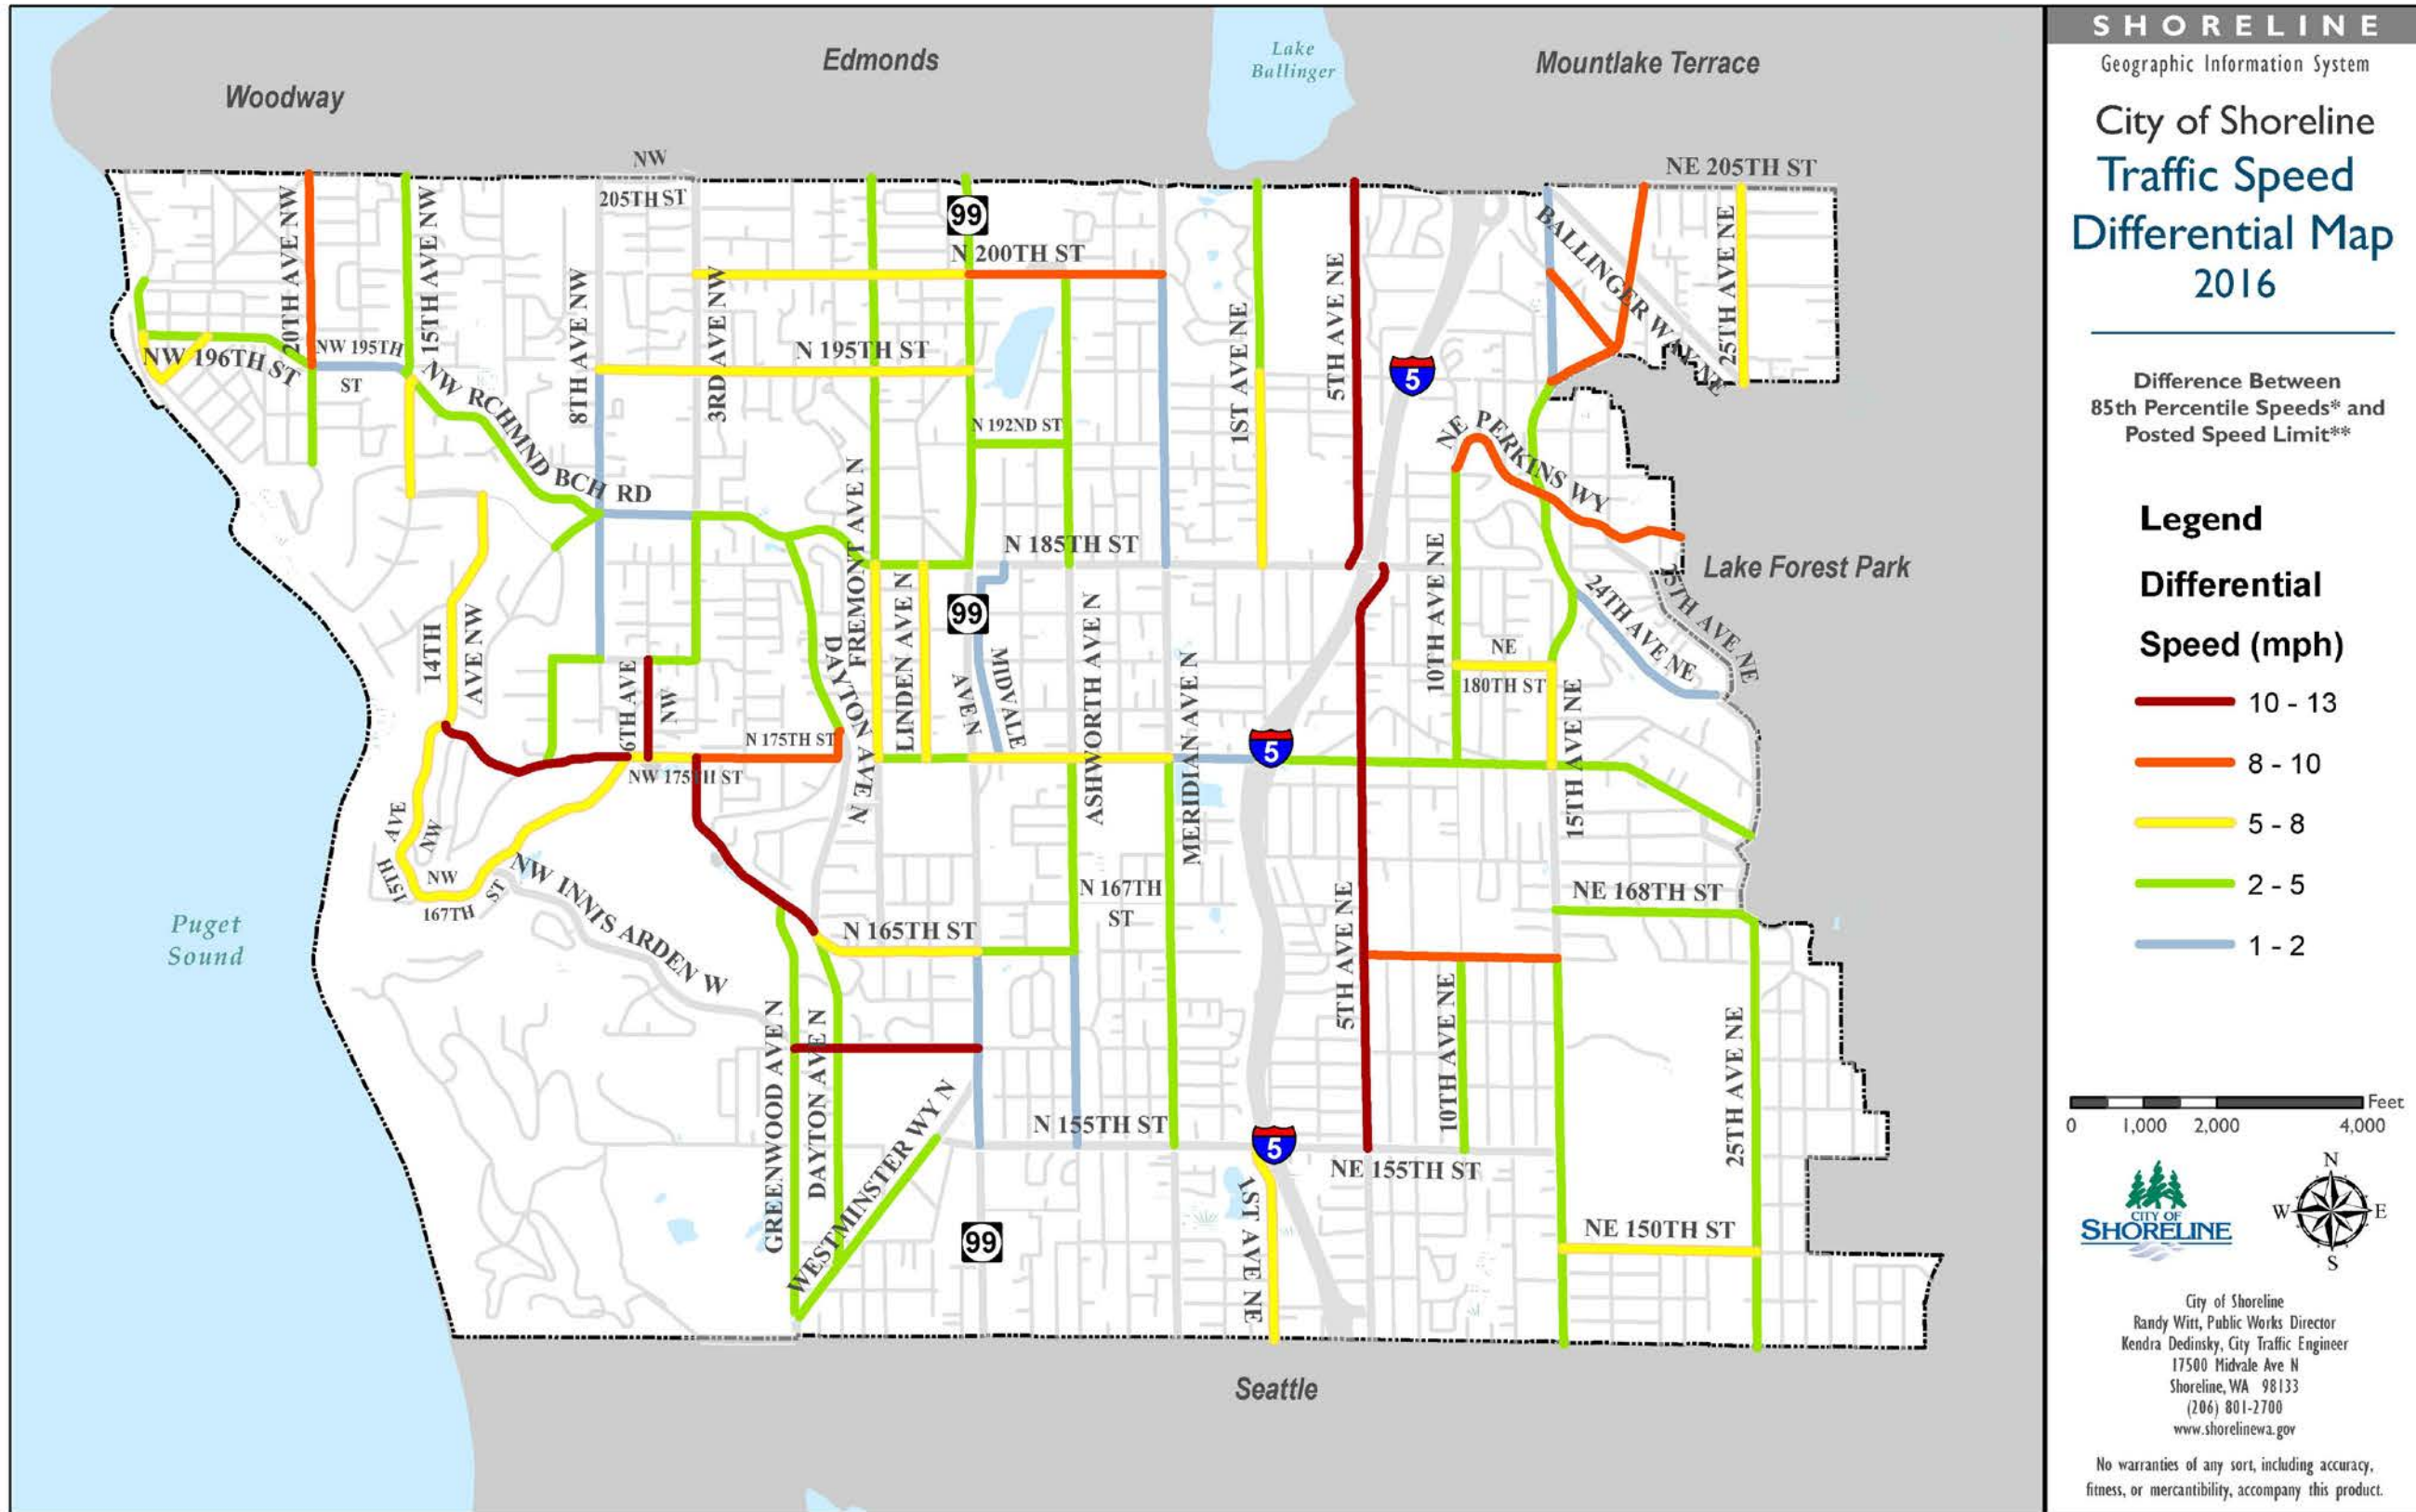 Woodway
Edmonds
Lake
Ballinger
Mountlake Terrace
NW
205TH ST
NE 205TH ST
20TH AVE NW
15TH AVE NW
99
N 200TH ST
BALLINGER WAY NE
25TH AVE NE
8TH AVE NW
3RD AVE NW
1ST AVE NE
5TH AVE NE
NW 196TH ST
NW 195TH
ST
N 195TH ST
5
NW RCHMND BCH RD
N 192ND ST
NE PERKINS WY
FREMONT AVE N
N 185TH ST
10TH AVE NE
Lake Forest Park
25TH AVE NE
24TH AVE NE
14TH
AVE NW
6TH AVE
NW
DAYTON AVE N
LINDEN AVE N
99
AVE N
MIDVALE
ASHWORTH AVE N
MERIDIAN AVE N
NE
180TH ST
15TH AVE NE
N 175TH ST
NW 175TH ST
5
15TH
AVE
NW
NW
167TH
ST
NW INNIS ARDEN W
N 165TH ST
N 167TH
ST
5TH AVE NE
NE 168TH ST
Puget
Sound
GREENWOOD AVE N
DAYTON AVE N
WESTMINSTER WY N
N 155TH ST
5
NE 155TH ST
10TH AVE NE
25TH AVE NE
1ST AVE NE
99
NE 150TH ST
Seattle
SHORELINE
Geographic Information System
City of Shoreline
Traffic Speed
Differential Map
2016
Difference Between
85th Percentile Speeds* and
Posted Speed Limit**
Legend
Differential
Speed (mph)
10 - 13
8 - 10
5 - 8
2 - 5
1 - 2
Feet
0 1,000 2,000 4,000
CITY OF
SHORELINE
N
W E
S
City of Shoreline
Randy Witt, Public Works Director
Kendra Dedinsky, City Traffic Engineer
17500 Midvale Ave N
Shoreline, WA 98133
(206) 801-2700
www.shorelinewa.gov
No warranties of any sort, including accuracy,
fitness, or mercantibility, accompany this product.